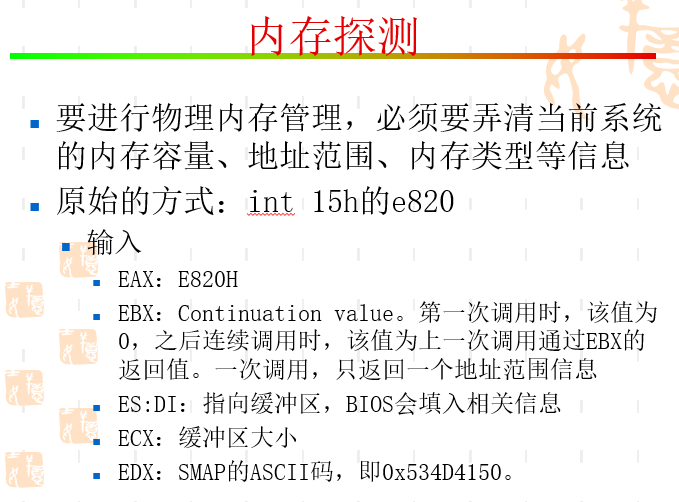 内存探测
要进行物理内存管理，必须要弄清当前系统
的内存容量、地址范围、内存类型等信息
原始的方式：int 15h的e820
输入
EAX：E820H
EBX：Continuation value。第一次调用时，该值为
0，之后连续调用时，该值为上一次调用通过EBX的
返回值。一次调用，只返回一个地址范围信息
ES:DI：指向缓冲区，BIOS会填入相关信息
ECX：缓冲区大小
EDX：SMAP的ASCII码，即0x534D4150。